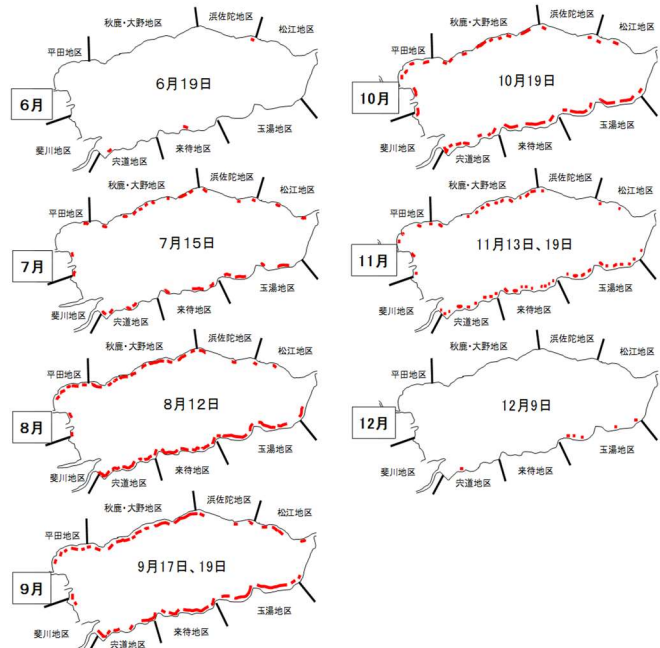 秋鹿・大野地区
浜佐陀地区
松江地区
平田地区
6月19日
6月
斐川地区
宍道地区
来待地区
玉湯地区
秋鹿・大野地区
浜佐陀地区
松江地区
平田地区
7月15日
7月
斐川地区
宍道地区
来待地区
玉湯地区
秋鹿・大野地区
浜佐陀地区
松江地区
平田地区
8月12日
8月
斐川地区
宍道地区
来待地区
玉湯地区
秋鹿・大野地区
浜佐陀地区
松江地区
平田地区
9月17日、19日
9月
斐川地区
宍道地区
来待地区
玉湯地区
秋鹿・大野地区
浜佐陀地区
松江地区
平田地区
10月19日
10月
斐川地区
宍道地区
来待地区
玉湯地区
秋鹿・大野地区
浜佐陀地区
松江地区
平田地区
11月13日、19日
11月
斐川地区
宍道地区
来待地区
玉湯地区
秋鹿・大野地区
浜佐陀地区
松江地区
平田地区
12月9日
12月
斐川地区
宍道地区
来待地区
玉湯地区